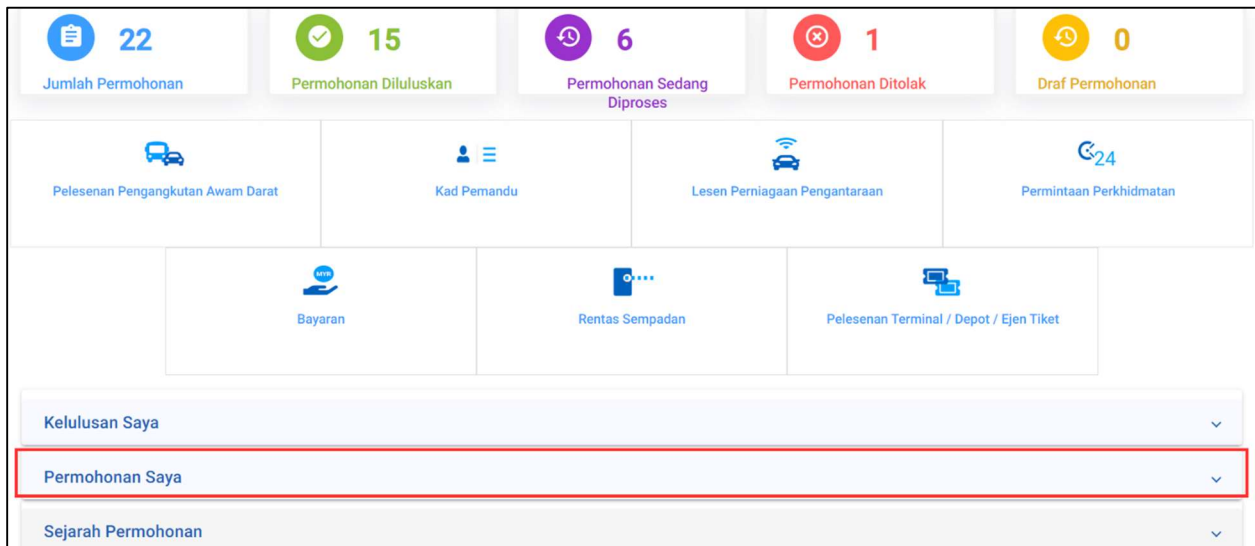 22
Jumlah Permohonan
15
Permohonan Diluluskan
6
Permohonan Sedang
Diproses
1
Permohonan Ditolak
0
Draf Permohonan
Pelesenan Pengangkutan Awam Darat
Kad Pemandu
Lesen Perniagaan Pengantaraan
24
Permintaan Perkhidmatan
MYR
Bayaran
Rentas Sempadan
Pelesenan Terminal / Depot / Ejen Tiket
Kelulusan Saya
Permohonan Saya
Sejarah Permohonan